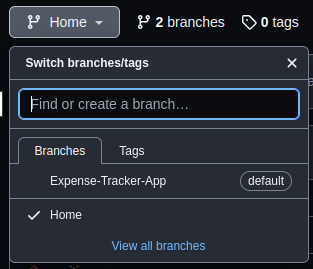 Home 2 branches 0 tags
Switch branches/tags
Find or create a branch…
Branches Tags
Expense-Tracker-App default
Home
View all branches